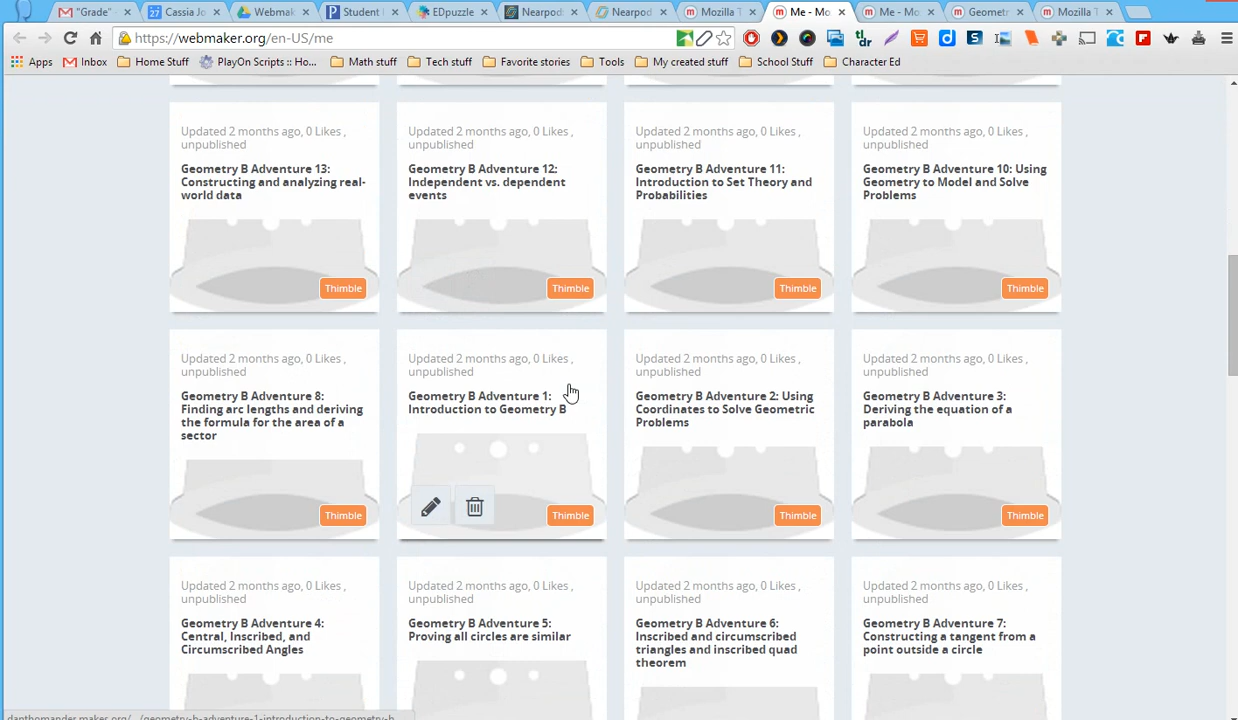 "Grade"
Cassia Jo
Webmak
Student
EDpuzzle
Nearpod
Nearpod
Mozilla T
Me - Mo
Me - Mo
Geometr
Mozilla T
https://webmaker.org/en-US/me
Apps
Inbox
Home Stuff
PlayOn Scripts :: Ho...
Math stuff
Tech stuff
Favorite stories
Tools
My created stuff
School Stuff
Character Ed
Updated 2 months ago, 0 Likes ,
unpublished
Geometry B Adventure 13:
Constructing and analyzing real-
world data
Thimble
Updated 2 months ago, 0 Likes ,
unpublished
Geometry B Adventure 12:
Independent vs. dependent
events
Thimble
Updated 2 months ago, 0 Likes ,
unpublished
Geometry B Adventure 11:
Introduction to Set Theory and
Probabilities
Thimble
Updated 2 months ago, 0 Likes ,
unpublished
Geometry B Adventure 10: Using
Geometry to Model and Solve
Problems
Thimble
Updated 2 months ago, 0 Likes ,
unpublished
Geometry B Adventure 8:
Finding arc lengths and deriving
the formula for the area of a
sector
Thimble
Updated 2 months ago, 0 Likes ,
unpublished
Geometry B Adventure 1:
Introduction to Geometry B
Thimble
Updated 2 months ago, 0 Likes ,
unpublished
Geometry B Adventure 2: Using
Coordinates to Solve Geometric
Problems
Thimble
Updated 2 months ago, 0 Likes ,
unpublished
Geometry B Adventure 3:
Deriving the equation of a
parabola
Thimble
Updated 2 months ago, 0 Likes ,
unpublished
Geometry B Adventure 4:
Central, Inscribed, and
Circumscribed Angles
Updated 2 months ago, 0 Likes ,
unpublished
Geometry B Adventure 5:
Proving all circles are similar
Updated 2 months ago, 0 Likes ,
unpublished
Geometry B Adventure 6:
Inscribed and circumscribed
triangles and inscribed quad
theorem
Updated 2 months ago, 0 Likes ,
unpublished
Geometry B Adventure 7:
Constructing a tangent from a
point outside a circle
danthomander.maker.org/.../geometry-b-adventure-1-introduction-to-geometry-b